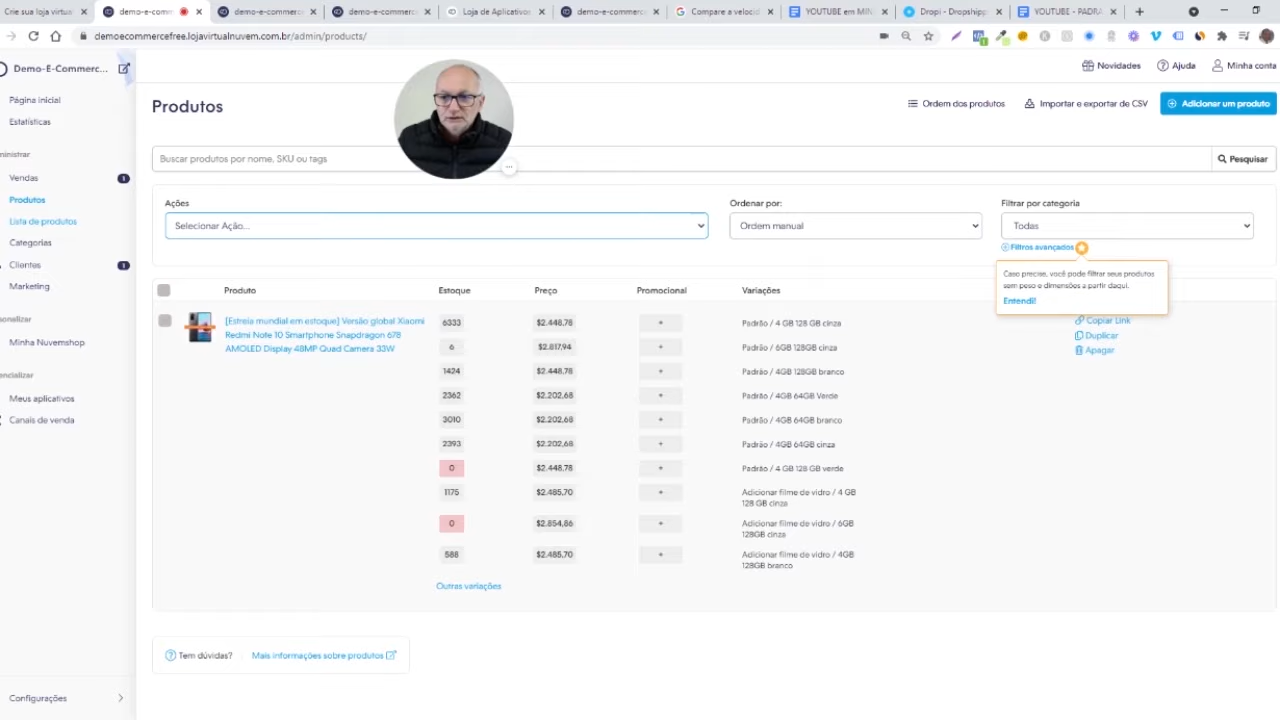 Crie sua loja virtua
demo-e-comm
demo-e-commerc
demo-e-commerc
Loja de Aplicativos
demo-e-commerc
Compare a velocid
YOUTUBE em MIN
Dropi - Dropshipp
YOUTUBE - PADRA
demoecommercefree.lojavirtualnuvem.com.br/admin/products/
Demo-E-Commerc...
Novidades
Ajuda
Minha conta
Página inicial
Estatísticas
ministrar
Vendas 1
Produtos
Lista de produtos
Categorias
Clientes 1
Marketing
sonalizar
Minha Nuvemshop
encializar
Meus aplicativos
Canais de venda
Configurações
Produtos
Ordem dos produtos
Importar e exportar de CSV
Adicionar um produto
Buscar produtos por nome, SKU ou tags
Pesquisar
Ações
Ordenar por:
Filtrar por categoria
Selecionar Ação...
Ordem manual
Todas
Filtros avançados
Caso precise, você pode filtrar seus produtos
sem peso e dimensões a partir daqui.
Entendi!
Produto Estoque Preço Promocional Variações
[Estreia mundial em estoque] Versão global Xiaomi
Redmi Note 10 Smartphone Snapdragon 678
AMOLED Display 48MP Quad Camera 33W
6333 $2.448,78 + Padrão / 4 GB 128 GB cinza
6 $2.817,94 + Padrão / 6GB 128GB cinza
1424 $2.448,78 + Padrão / 4GB 128GB branco
2362 $2.202,68 + Padrão / 4GB 64GB Verde
3010 $2.202,68 + Padrão / 4GB 64GB branco
2393 $2.202,68 + Padrão / 4GB 64GB cinza
0 $2.448,78 + Padrão / 4 GB 128 GB verde
1175 $2.485,70 + Adicionar filme de vidro / 4 GB
128 GB cinza
0 $2.854,86 + Adicionar filme de vidro / 6GB
128GB cinza
588 $2.485,70 + Adicionar filme de vidro / 4GB
128GB branco
Copiar Link
Duplicar
Apagar
Outras variações
Tem dúvidas?
Mais informações sobre produtos